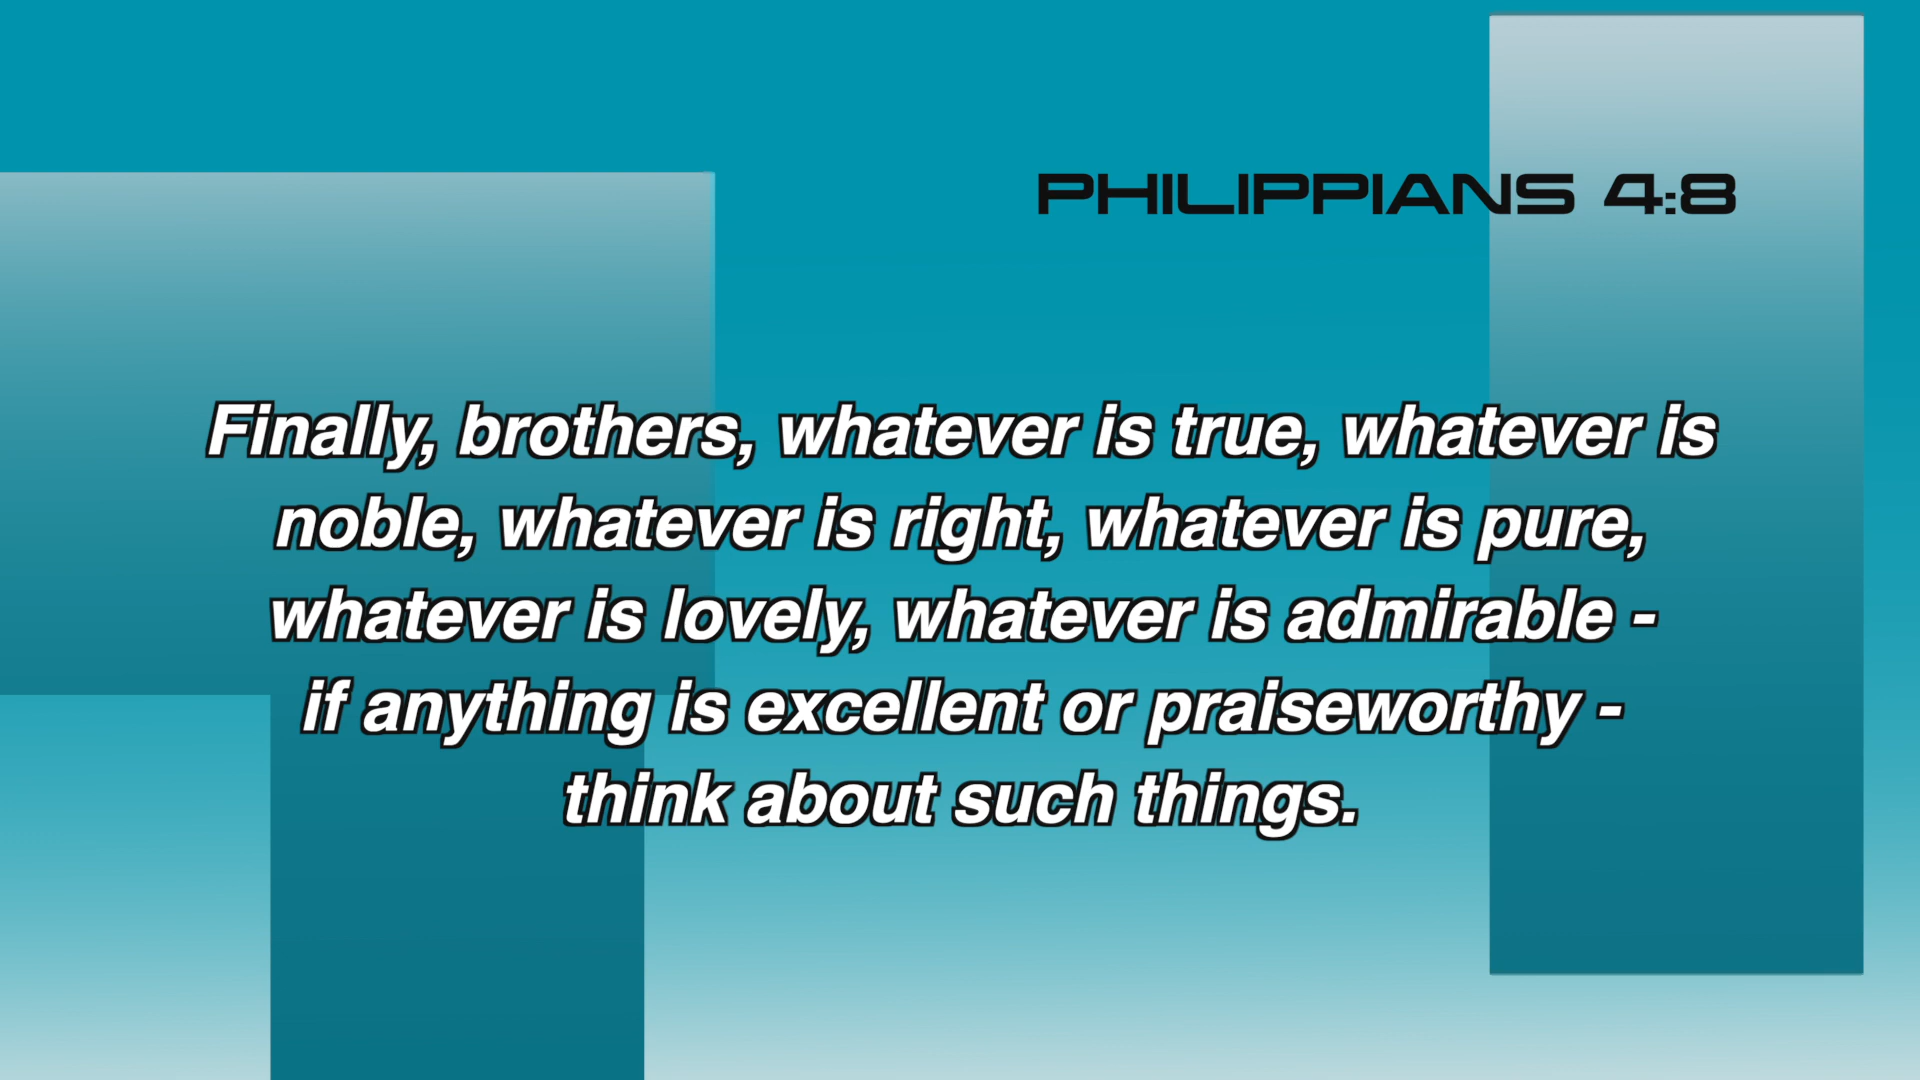 PHILIPPIANS 4:8
Finally, brothers, whatever is true, whatever is
noble, whatever is right, whatever is pure,
whatever is lovely, whatever is admirable -
if anything is excellent or praiseworthy -
think about such things.